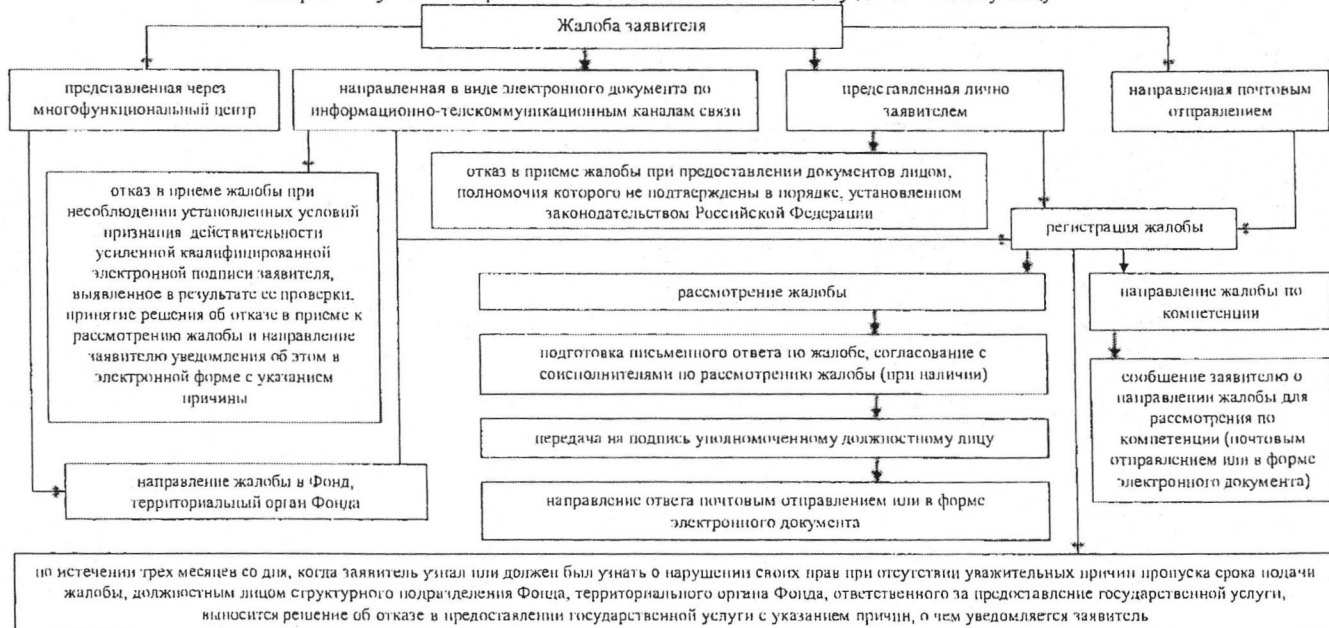 Жалоба заявителя
представленная через
многофункциональный центр
направленная в виде электронного документа по
информационно-телекоммуникационным каналам связи
представленная лично
заявителем
направленная почтовым
отправлением
отказ в приеме жалобы при предоставлении документов лицом,
полномочия которого не подтверждены в порядке, установленном
законодательством Российской Федерации
отказ в приеме жалобы при
несоблюдении установленных условий
признания действительности
усиленной квалифицированной
электронной подписи заявителя,
выявленное в результате ее проверки,
принятие решения об отказе в приеме к
рассмотрению жалобы и направление
заявителю уведомления об этом в
электронной форме с указанием
причины
регистрация жалобы
рассмотрение жалобы
направление жалобы по
компетенции
подготовка письменного ответа по жалобе, согласование с
соисполнителями по рассмотрению жалобы (при наличии)
сообщение заявителю о
направлении жалобы для
рассмотрения по
компетенции (почтовым
отправлением или в форме
электронного документа)
передача на подпись уполномоченному должностному лицу
направление жалобы в Фонд,
территориальный орган Фонда
направление ответа почтовым отправлением или в форме
электронного документа
по истечении трех месяцев со дня, когда заявитель узнал или должен был узнать о нарушении своих прав при отсутствии уважительных причин пропуска срока подачи
жалобы, должностным лицом структурного подразделения Фонда, территориального органа Фонда, ответственного за предоставление государственной услуги,
выносится решение об отказе в предоставлении государственной услуги с указанием причин, о чем уведомляется заявитель